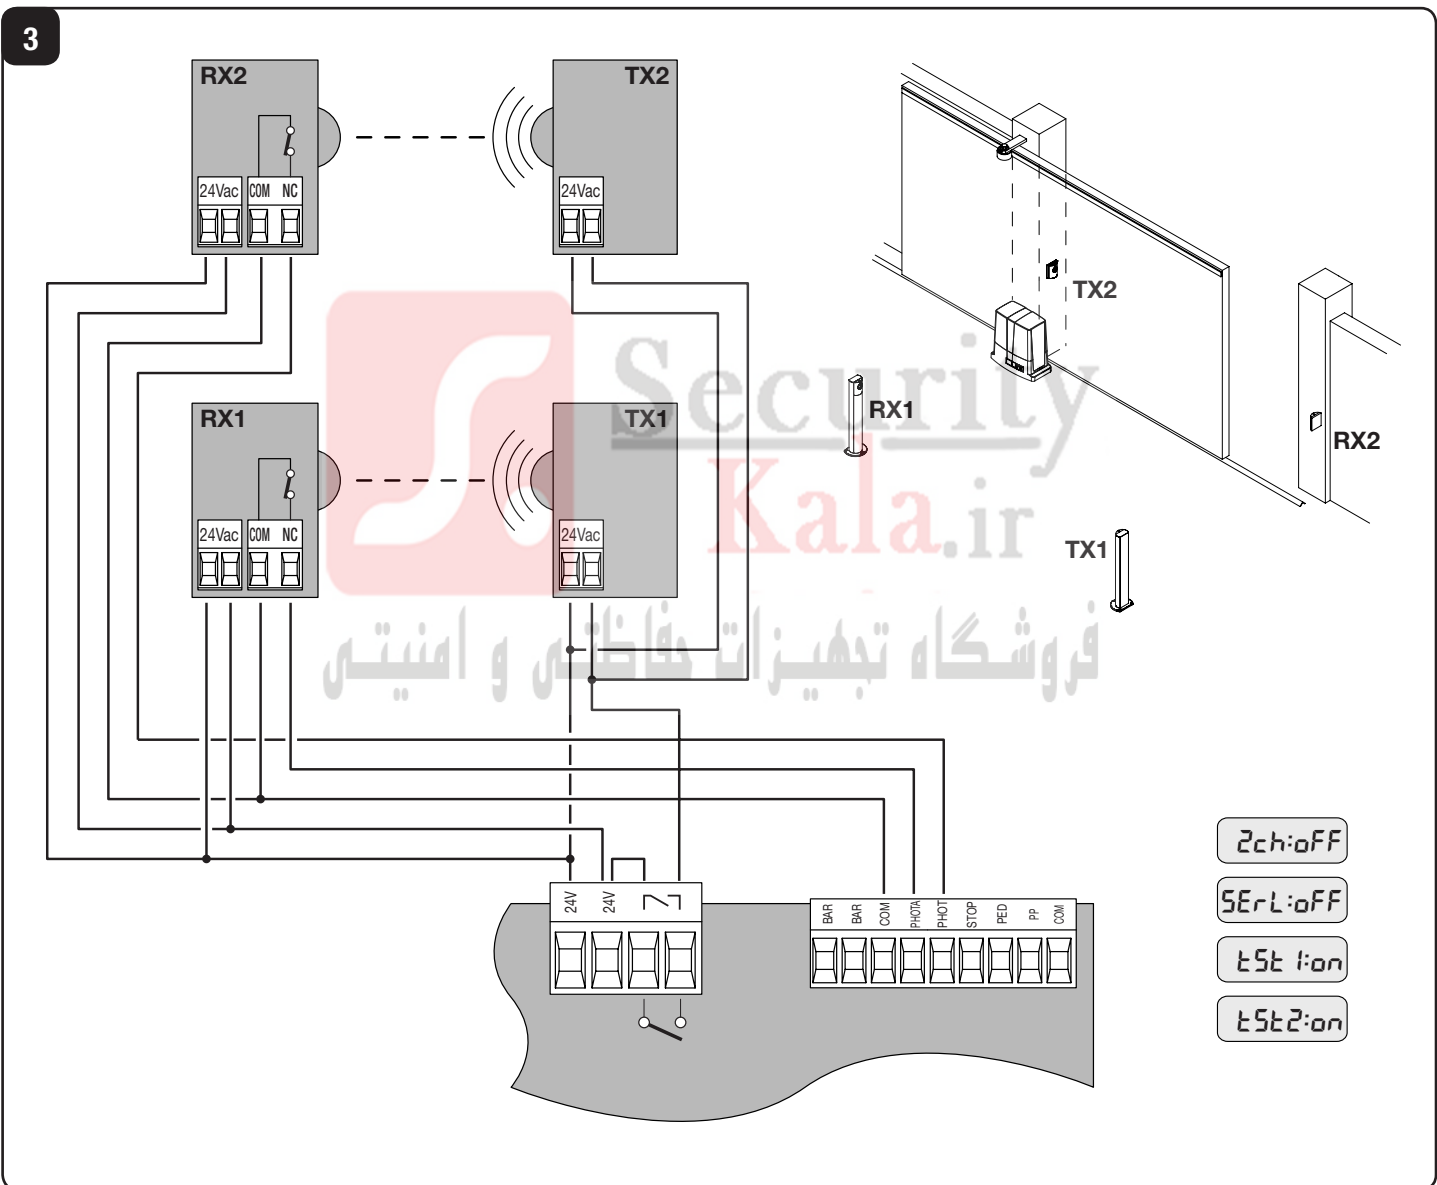 3
RX2
TX2
24Vac
COM
NC
24Vac
RX1
TX1
24Vac
COM
NC
24Vac
TX2
RX1
RX2
TX1
Security
Kala.ir
فروشگاه تجهیزات حفاظتی و امنیتی
24V
24V
BAR
BAR
COM
PHOTA
PHOT
STOP
PED
PP
COM
2ch:oFF
SErL:oFF
tSt1:on
tSt2:on